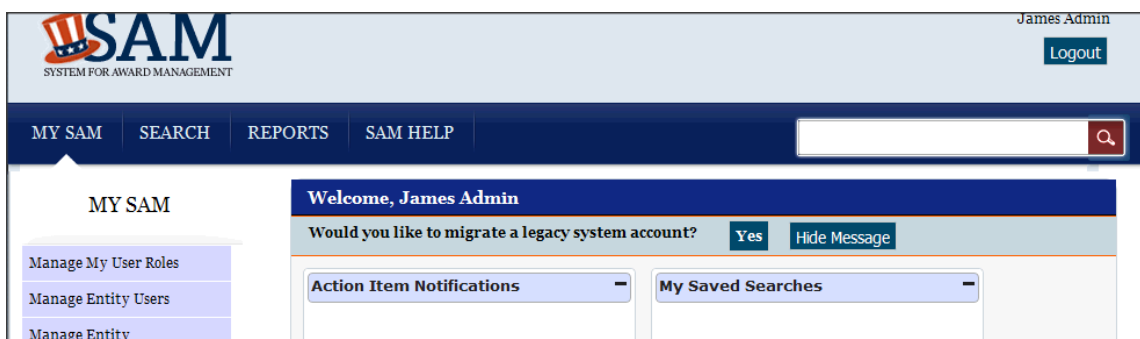 James Admin
SAM
SYSTEM FOR AWARD MANAGEMENT
Logout
MY SAM SEARCH REPORTS SAM HELP
MY SAM
Manage My User Roles
Manage Entity Users
Manage Entity
Welcome, James Admin
Would you like to migrate a legacy system account? Yes Hide Message
Action Item Notifications
My Saved Searches